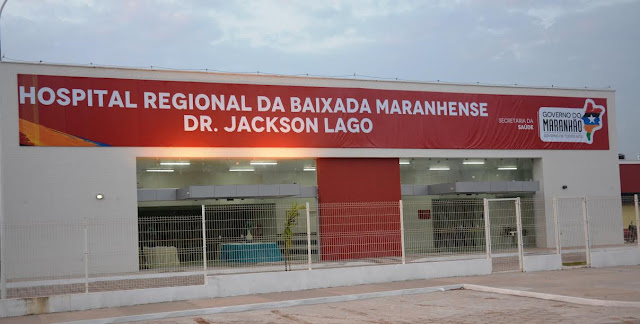 HOSPITAL REGIONAL DA BAIXADA MARANHENSE
DR. JACKSON LAGO
SECRETARIA DA
SAÚDE
GOVERNO DO
MARANHÃO